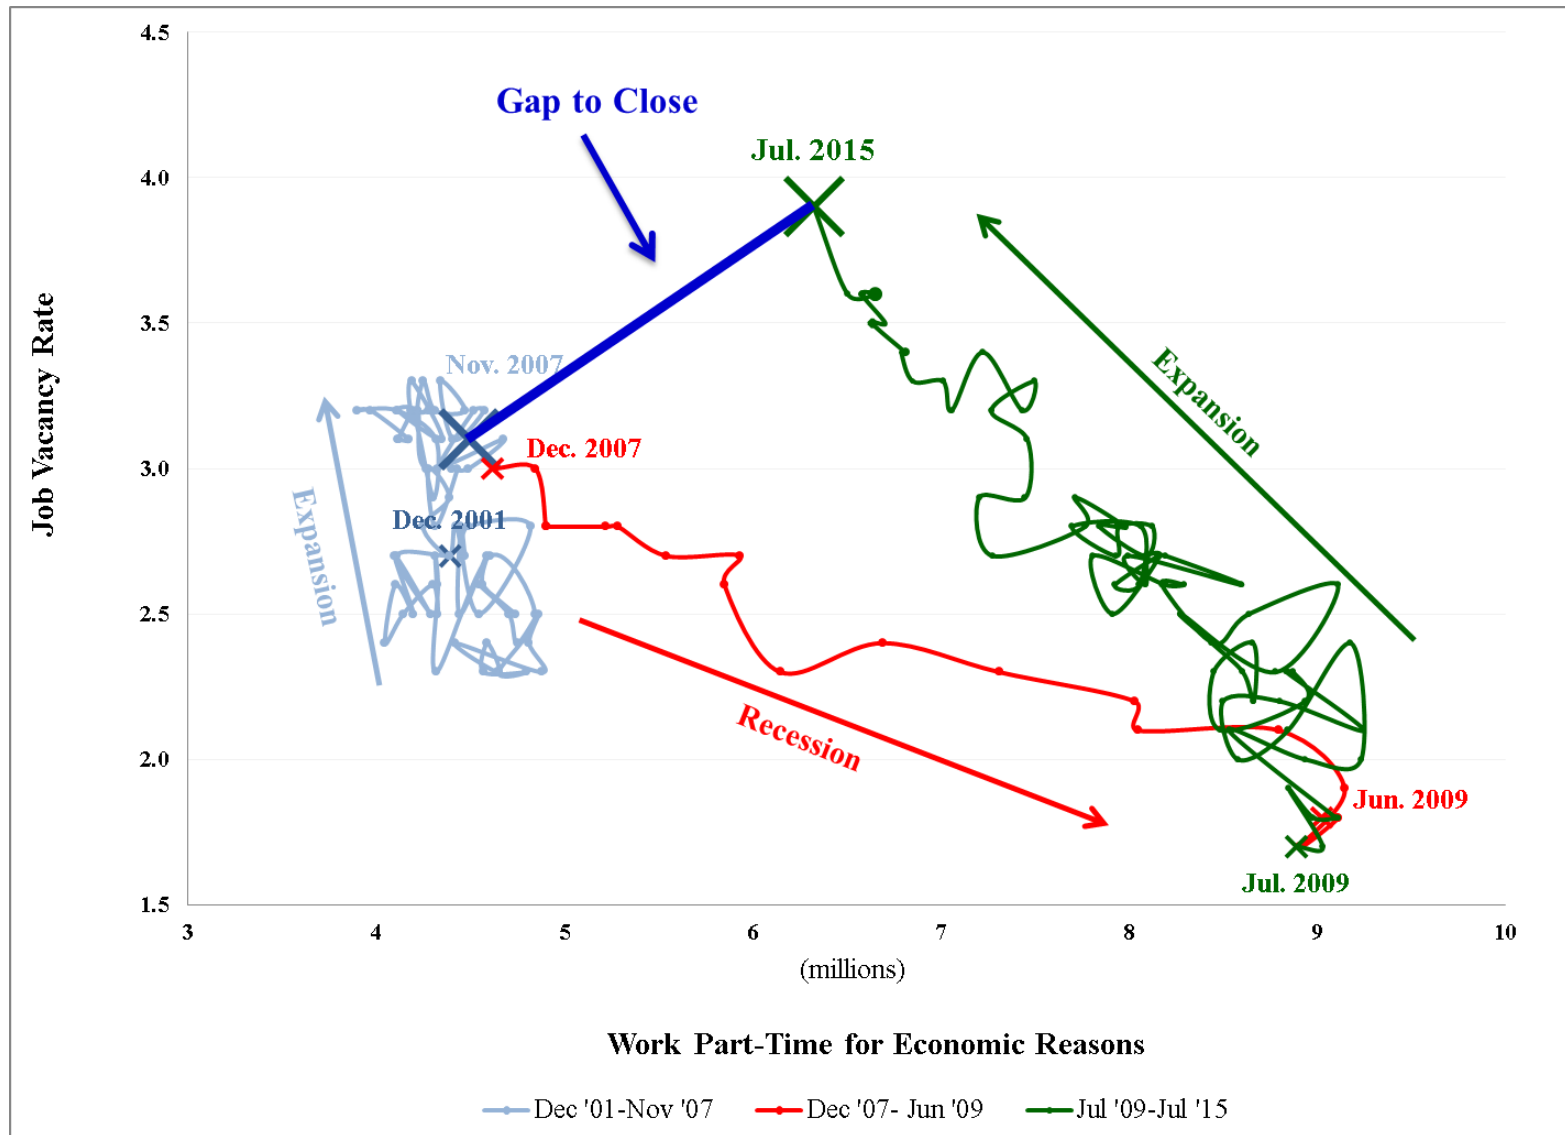 4.5
Gap to Close
Jul. 2015
4.0
3.5
Expansion
Nov. 2007
Job Vacancy Rate
Dec. 2007
3.0
Expansion
Dec. 2001
2.5
Recession
2.0
Jun. 2009
Jul. 2009
1.5
3 4 5 6 7 8 9 10
(millions)
Work Part-Time for Economic Reasons
Dec '01-Nov '07 Dec '07- Jun '09 Jul '09-Jul '15